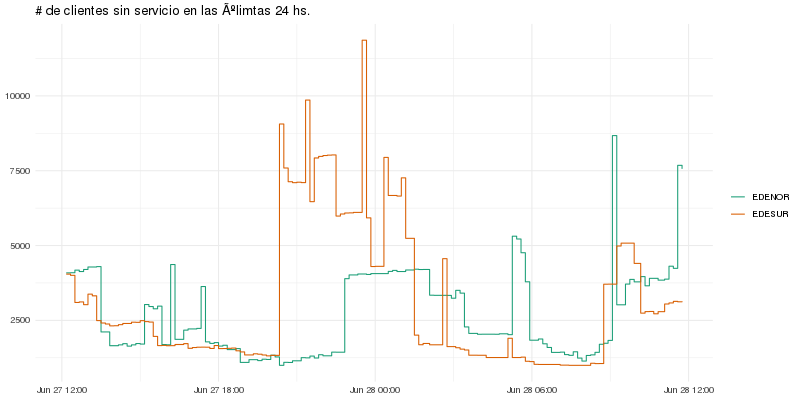 # de clientes sin servicio en las Ãºlimtas 24 hs.
10000
7500
5000
2500
EDENOR
EDESUR
Jun 27 12:00
Jun 27 18:00
Jun 28 00:00
Jun 28 06:00
Jun 28 12:00